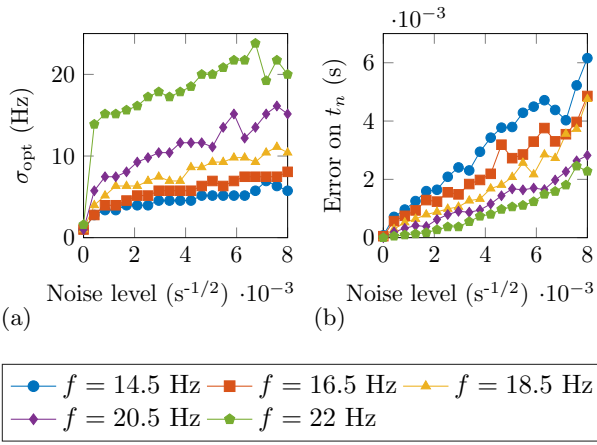 ·10⁻³
20
10
0
σopt (Hz)
0 2 4 6 8
Noise level (s⁻¹/²) ·10⁻³
(a)
6
4
2
0
Error on tₙ (s)
0 2 4 6 8
Noise level (s⁻¹/²) ·10⁻³
(b)
f = 14.5 Hz f = 16.5 Hz f = 18.5 Hz
f = 20.5 Hz f = 22 Hz